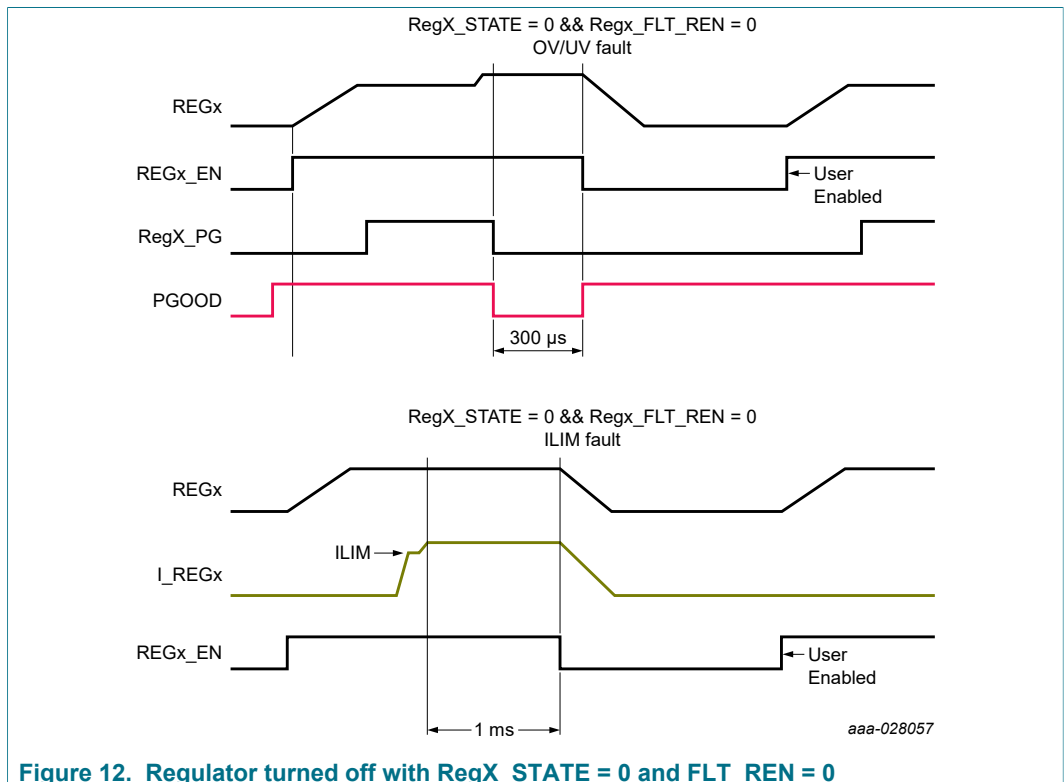 RegX_STATE = 0 && Regx_FLT_REN = 0
OV/UV fault
REGx
REGx_EN
User
Enabled
RegX_PG
PGOOD
300 µs
RegX_STATE = 0 && Regx_FLT_REN = 0
ILIM fault
REGx
ILIM
I_REGx
REGx_EN
User
Enabled
1 ms
aaa-028057
Figure 12. Regulator turned off with RegX_STATE = 0 and FLT_REN = 0